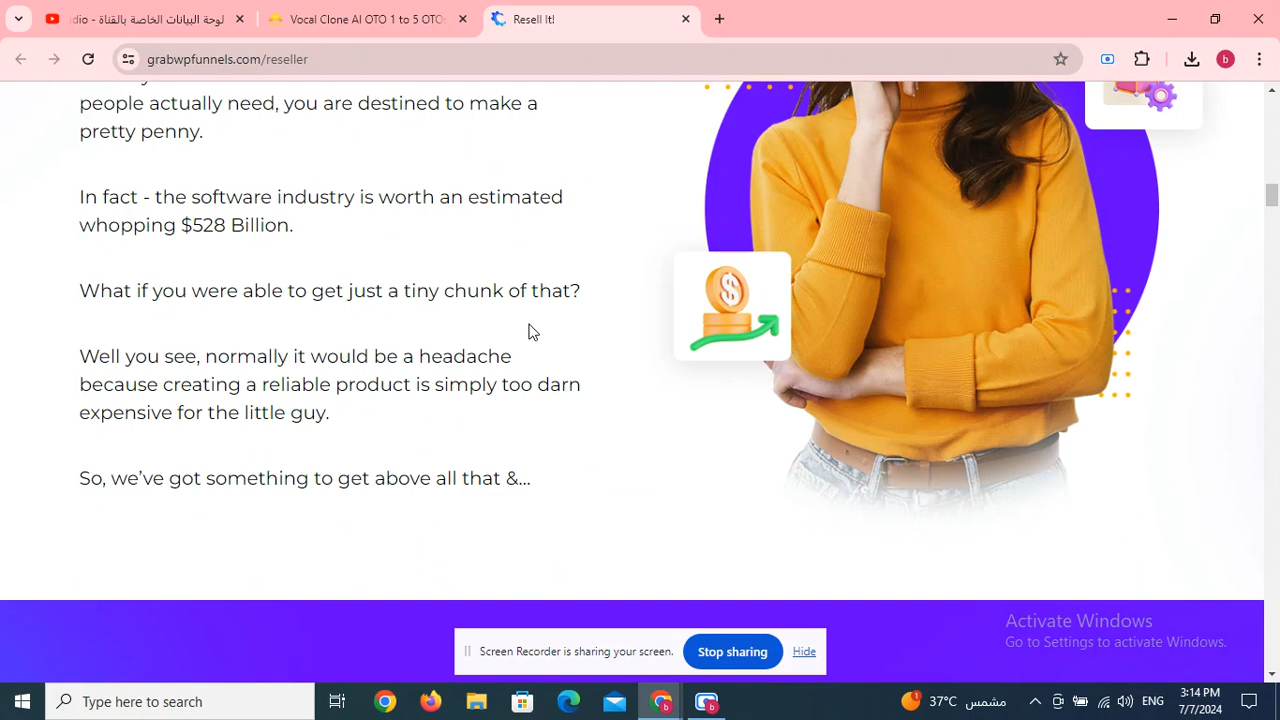 لوحة البيانات الخاصة بالقناة - dio
Vocal Clone AI OTO 1 to 5 OTO
Resell It!
grabwpfunnels.com/reseller
b
people actually need, you are destined to make a
pretty penny.
In fact - the software industry is worth an estimated
whopping $528 Billion.
What if you were able to get just a tiny chunk of that?
Well you see, normally it would be a headache
because creating a reliable product is simply too darn
expensive for the little guy.
So, we’ve got something to get above all that &...
Activate Windows
Go to Settings to activate Windows.
Screen Recorder is sharing your screen.
Stop sharing
Hide
Type here to search
1
37°C
مشمس
ENG
3:14 PM
7/7/2024